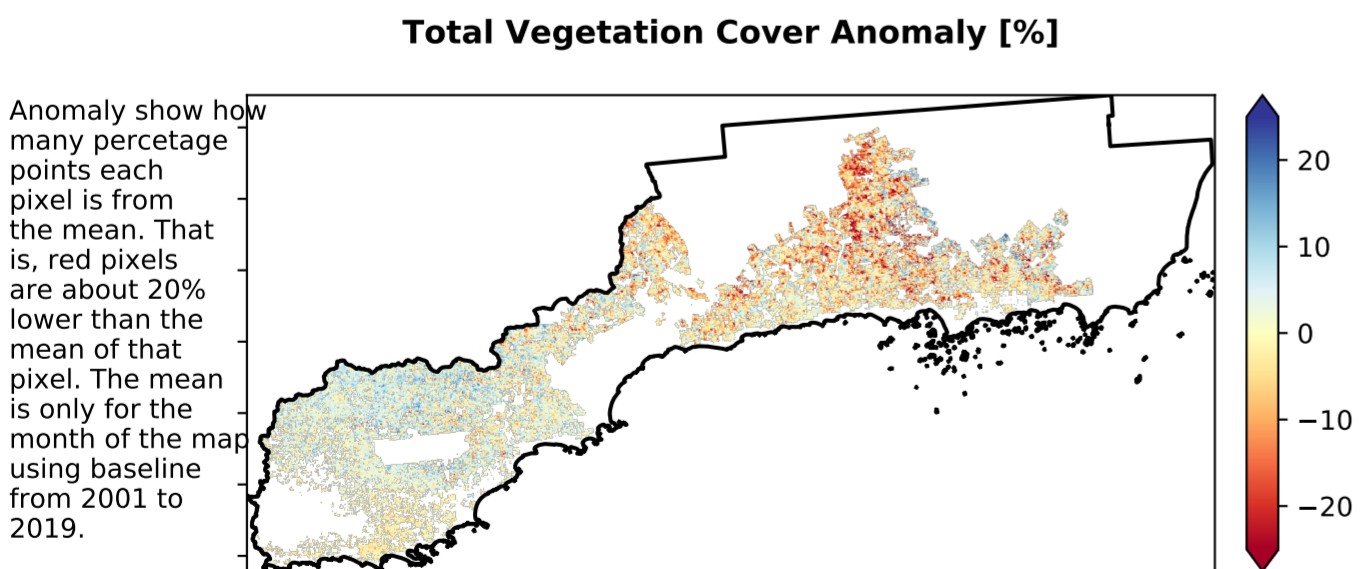 Total Vegetation Cover Anomaly [%]
Anomaly show how
many percetage
points each
pixel is from
the mean. That
is, red pixels
are about 20%
lower than the
mean of that
pixel. The mean
is only for the
month of the map
using baseline
from 2001 to
2019.
20
10
0
−10
−20